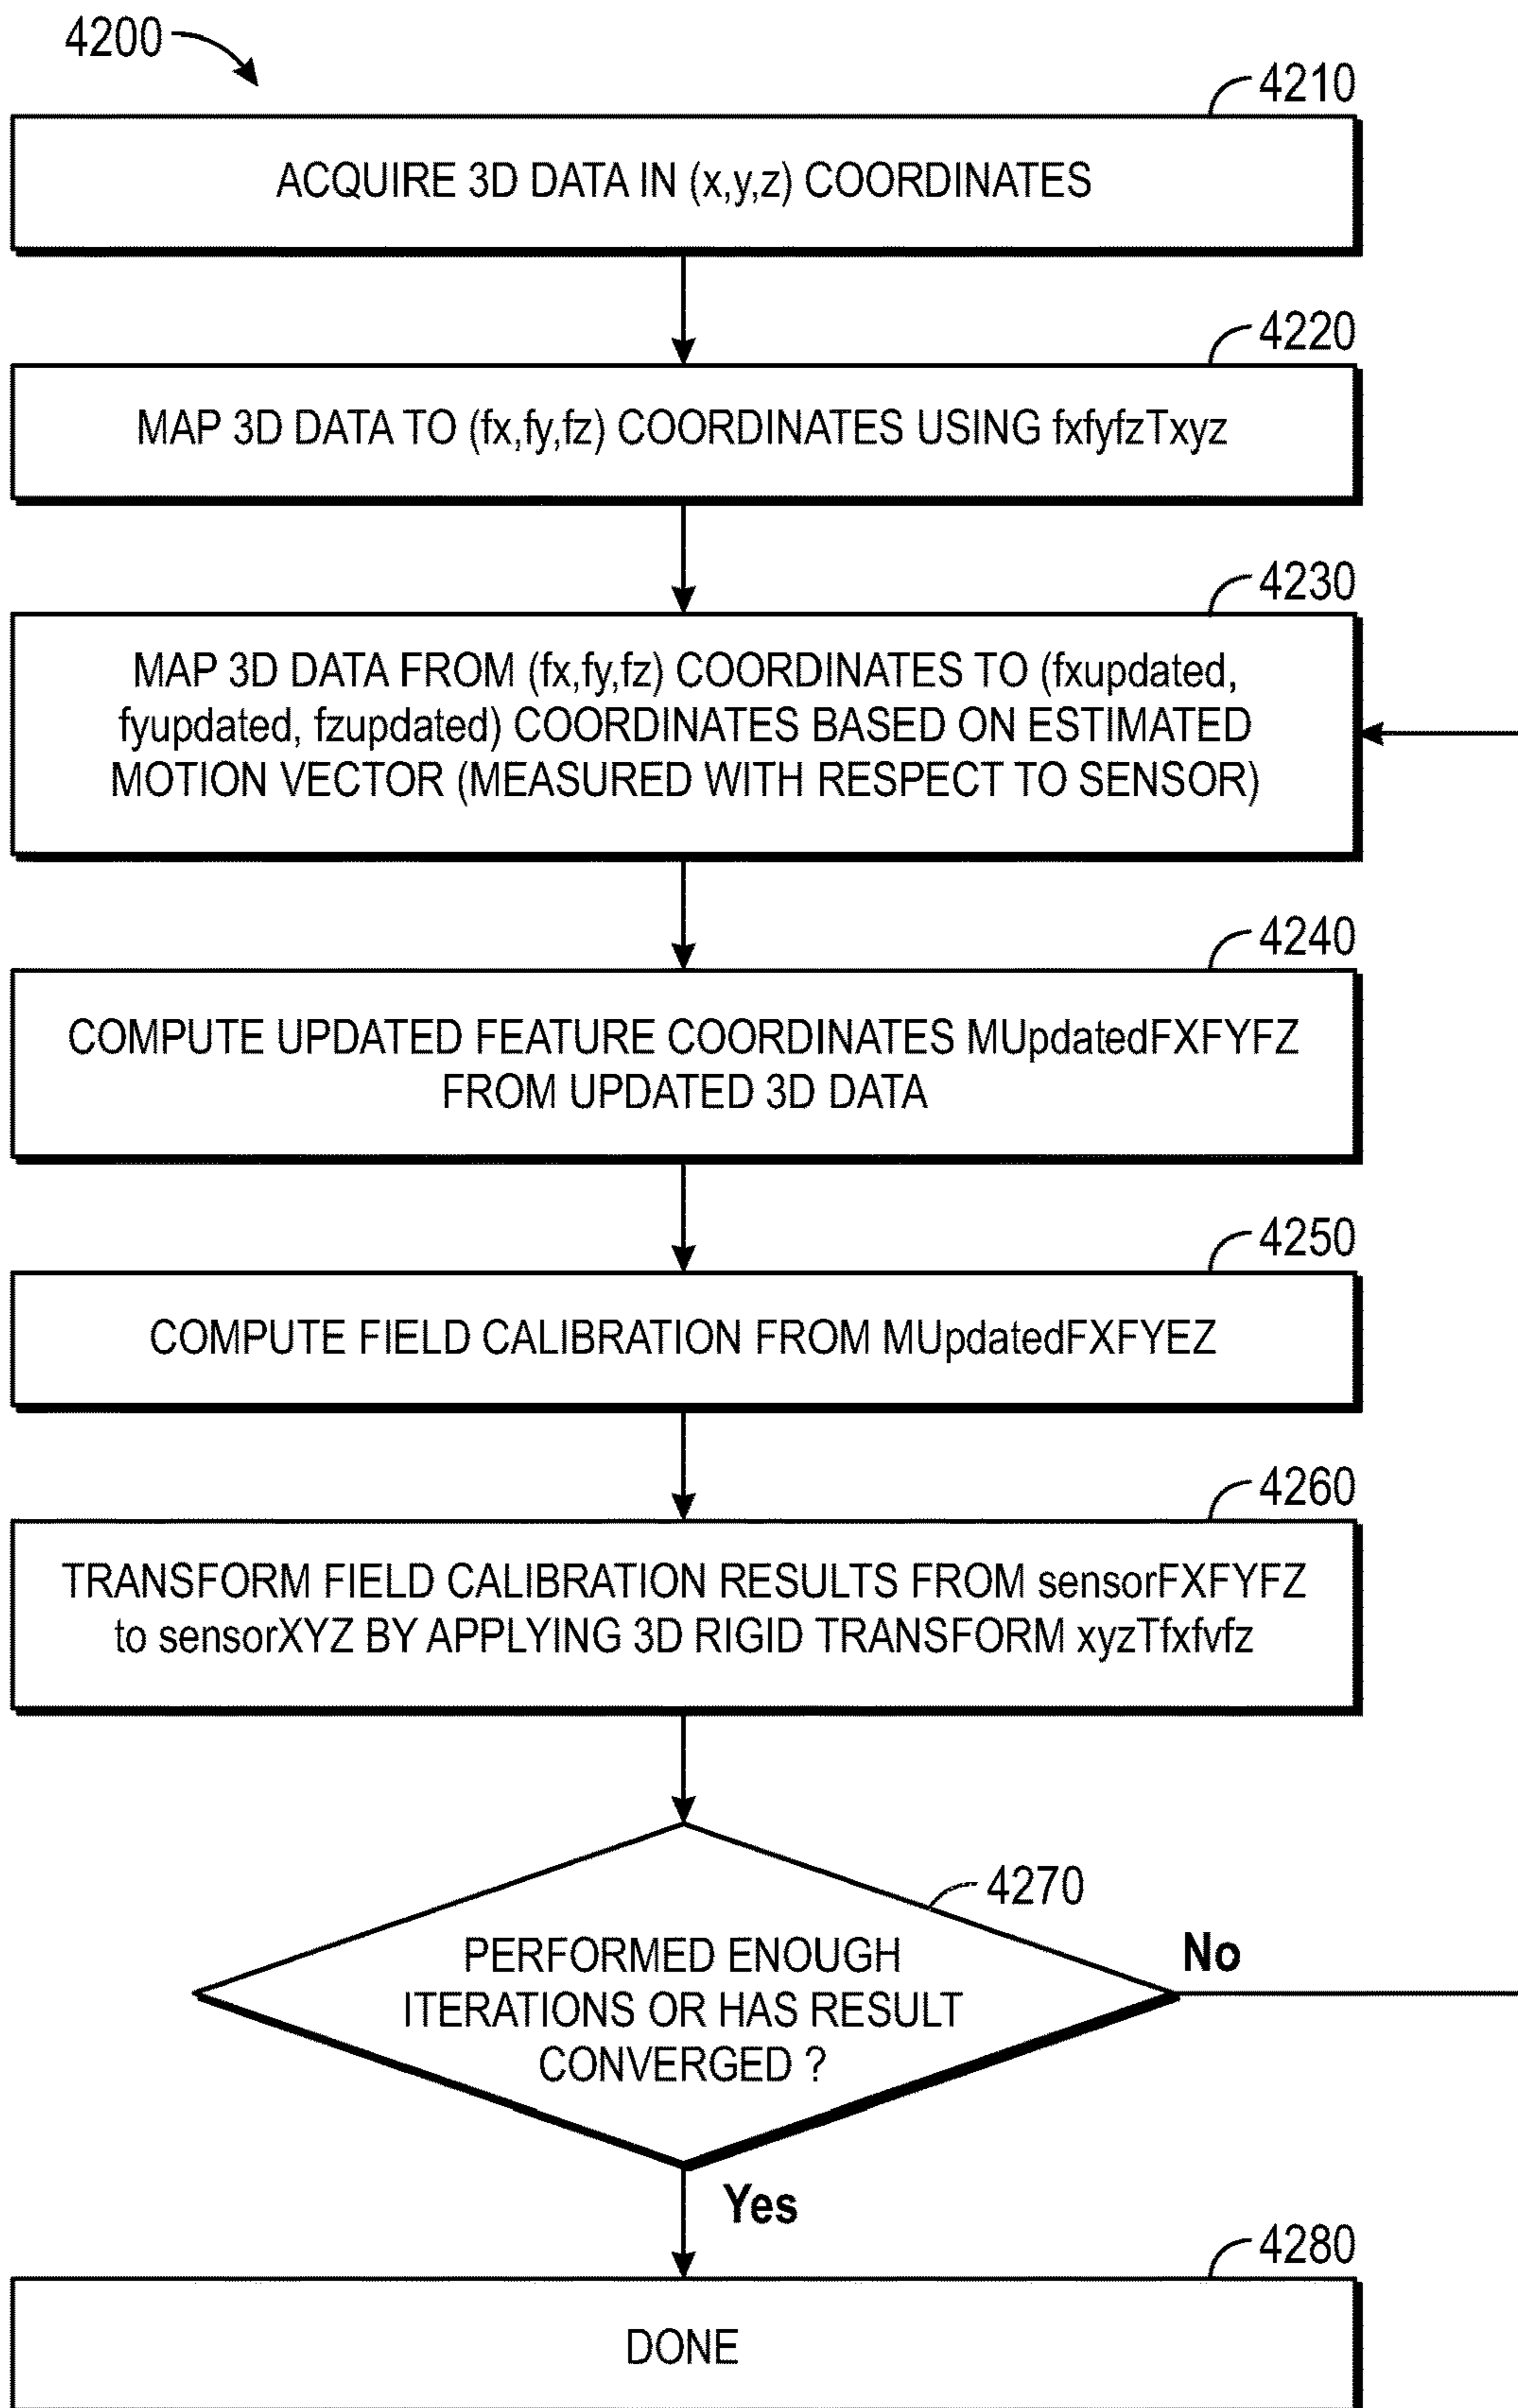 4200
4210
ACQUIRE 3D DATA IN (x,y,z) COORDINATES
4220
MAP 3D DATA TO (fx,fy,fz) COORDINATES USING fxfyfzTxyz
4230
MAP 3D DATA FROM (fx,fy,fz) COORDINATES TO (fxupdated,
fyupdated, fzupdated) COORDINATES BASED ON ESTIMATED
MOTION VECTOR (MEASURED WITH RESPECT TO SENSOR)
4240
COMPUTE UPDATED FEATURE COORDINATES MUpdatedFXFYFZ
FROM UPDATED 3D DATA
4250
COMPUTE FIELD CALIBRATION FROM MUpdatedFXFYEZ
4260
TRANSFORM FIELD CALIBRATION RESULTS FROM sensorFXFYFZ
to sensorXYZ BY APPLYING 3D RIGID TRANSFORM xyzTfxfvfz
4270
PERFORMED ENOUGH
ITERATIONS OR HAS RESULT
CONVERGED ?
No
Yes
4280
DONE